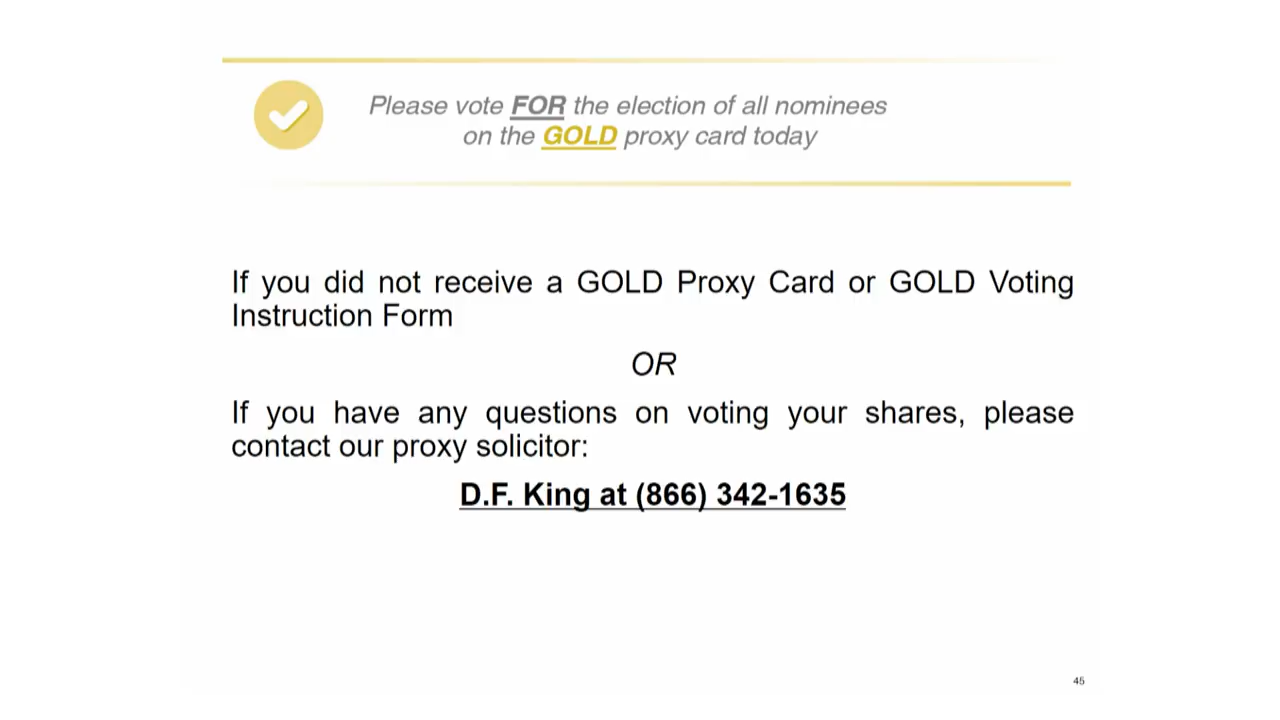 Please vote FOR the election of all nominees
on the GOLD proxy card today
If you did not receive a GOLD Proxy Card or GOLD Voting
Instruction Form
OR
If you have any questions on voting your shares, please
contact our proxy solicitor:
D.F. King at (866) 342-1635
45